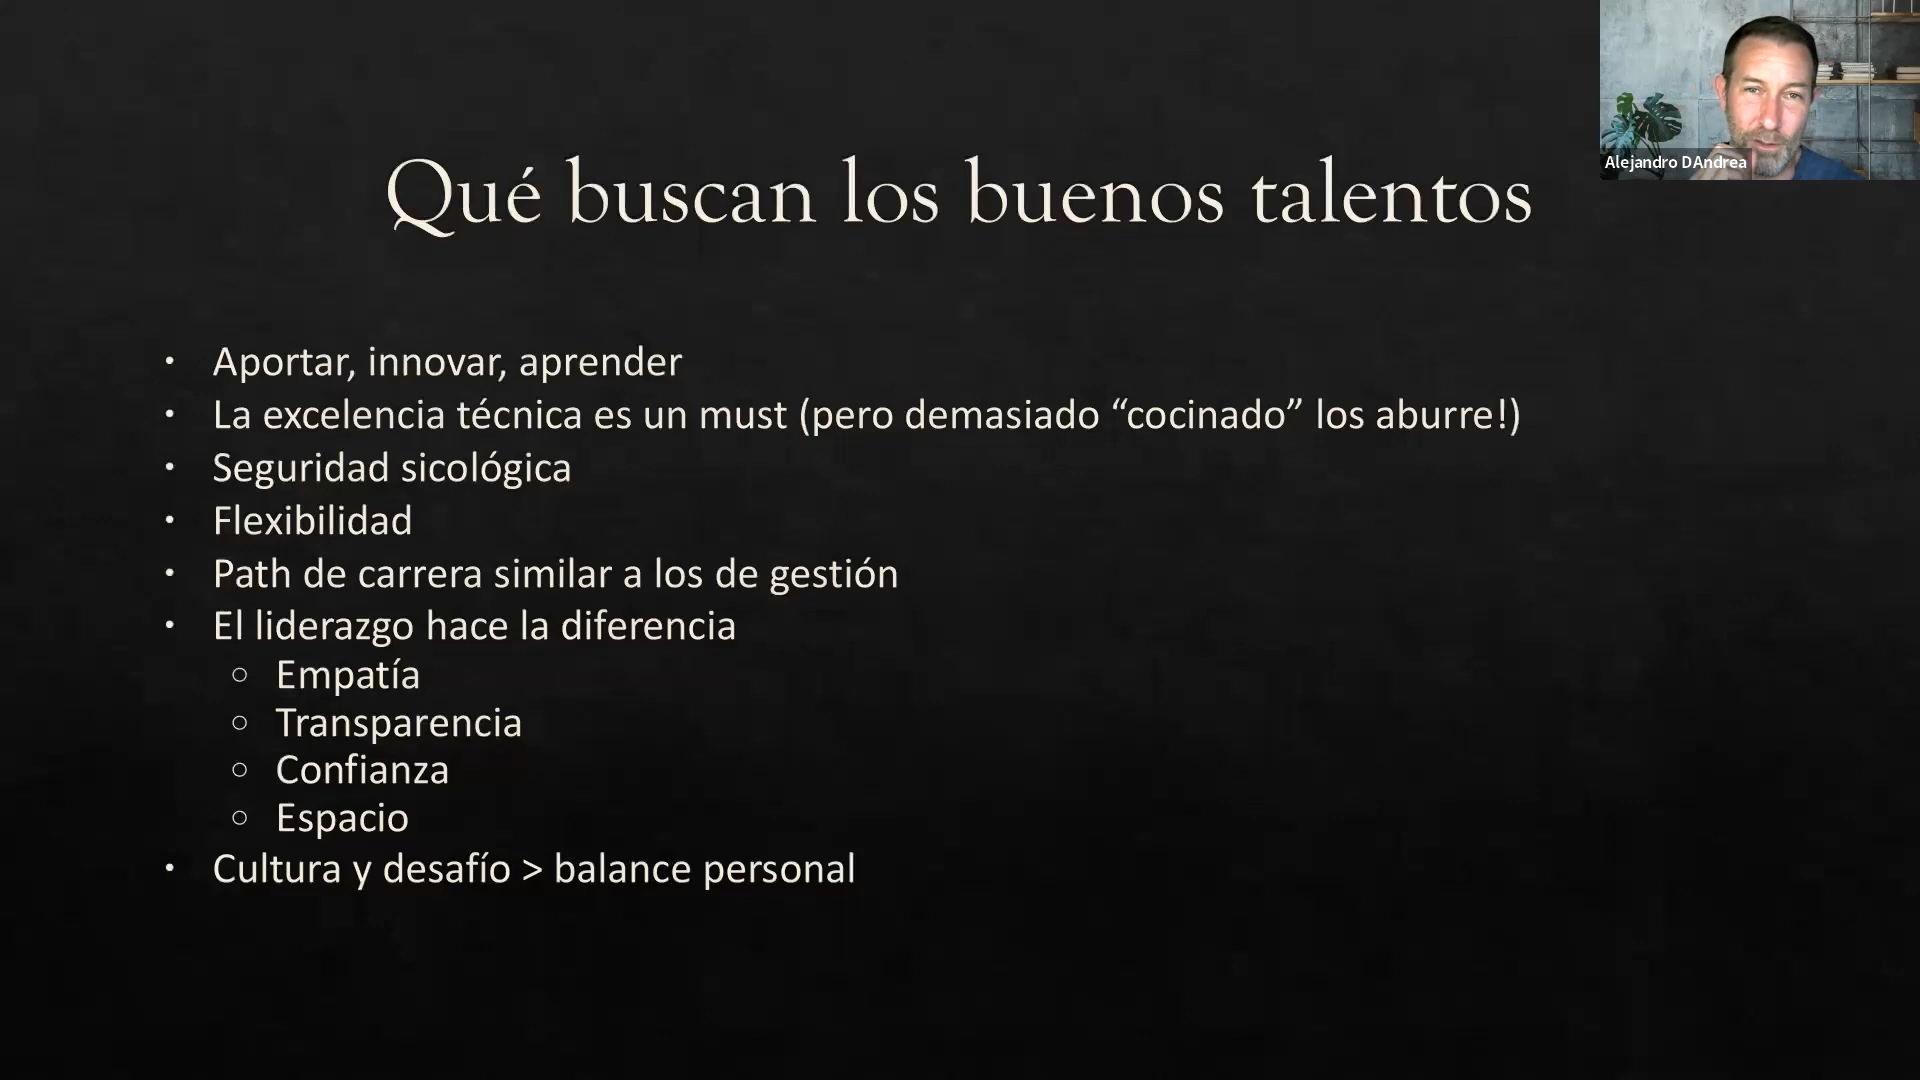 Qué buscan los buenos talentos
Alejandro DAndrea
• Aportar, innovar, aprender
• La excelencia técnica es un must (pero demasiado “cocinado” los aburre!)
• Seguridad sicológica
• Flexibilidad
• Path de carrera similar a los de gestión
• El liderazgo hace la diferencia
○ Empatía
○ Transparencia
○ Confianza
○ Espacio
• Cultura y desafío > balance personal